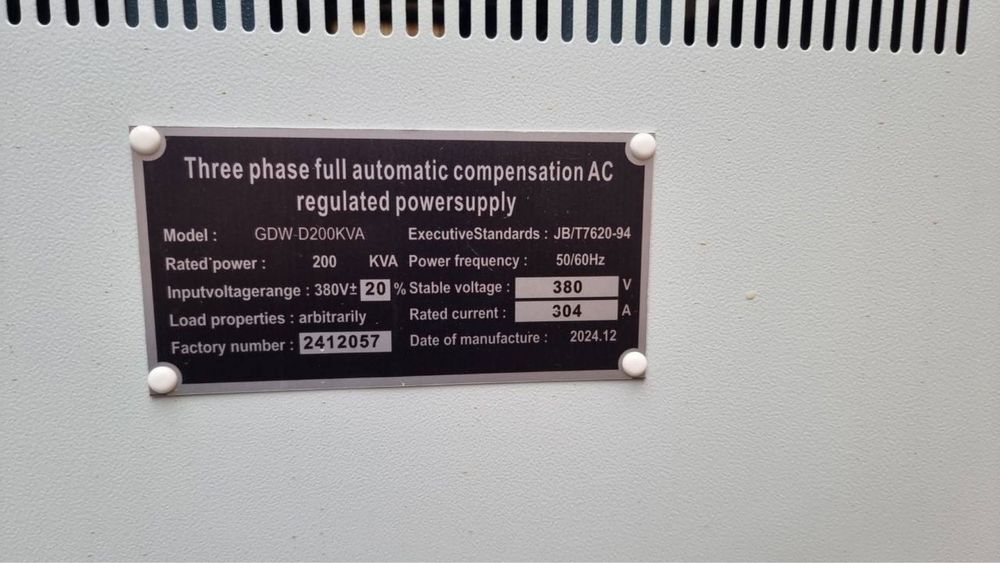 Three phase full automatic compensation AC
regulated powersupply
Model : GDW-D200KVA ExecutiveStandards : JB/T7620-94
Rated power : 200 KVA Power frequency : 50/60Hz
Inputvoltagerange : 380V± 20 % Stable voltage : 380 V
Load properties : arbitrarily Rated current : 304 A
Factory number : 2412057 Date of manufacture : 2024.12